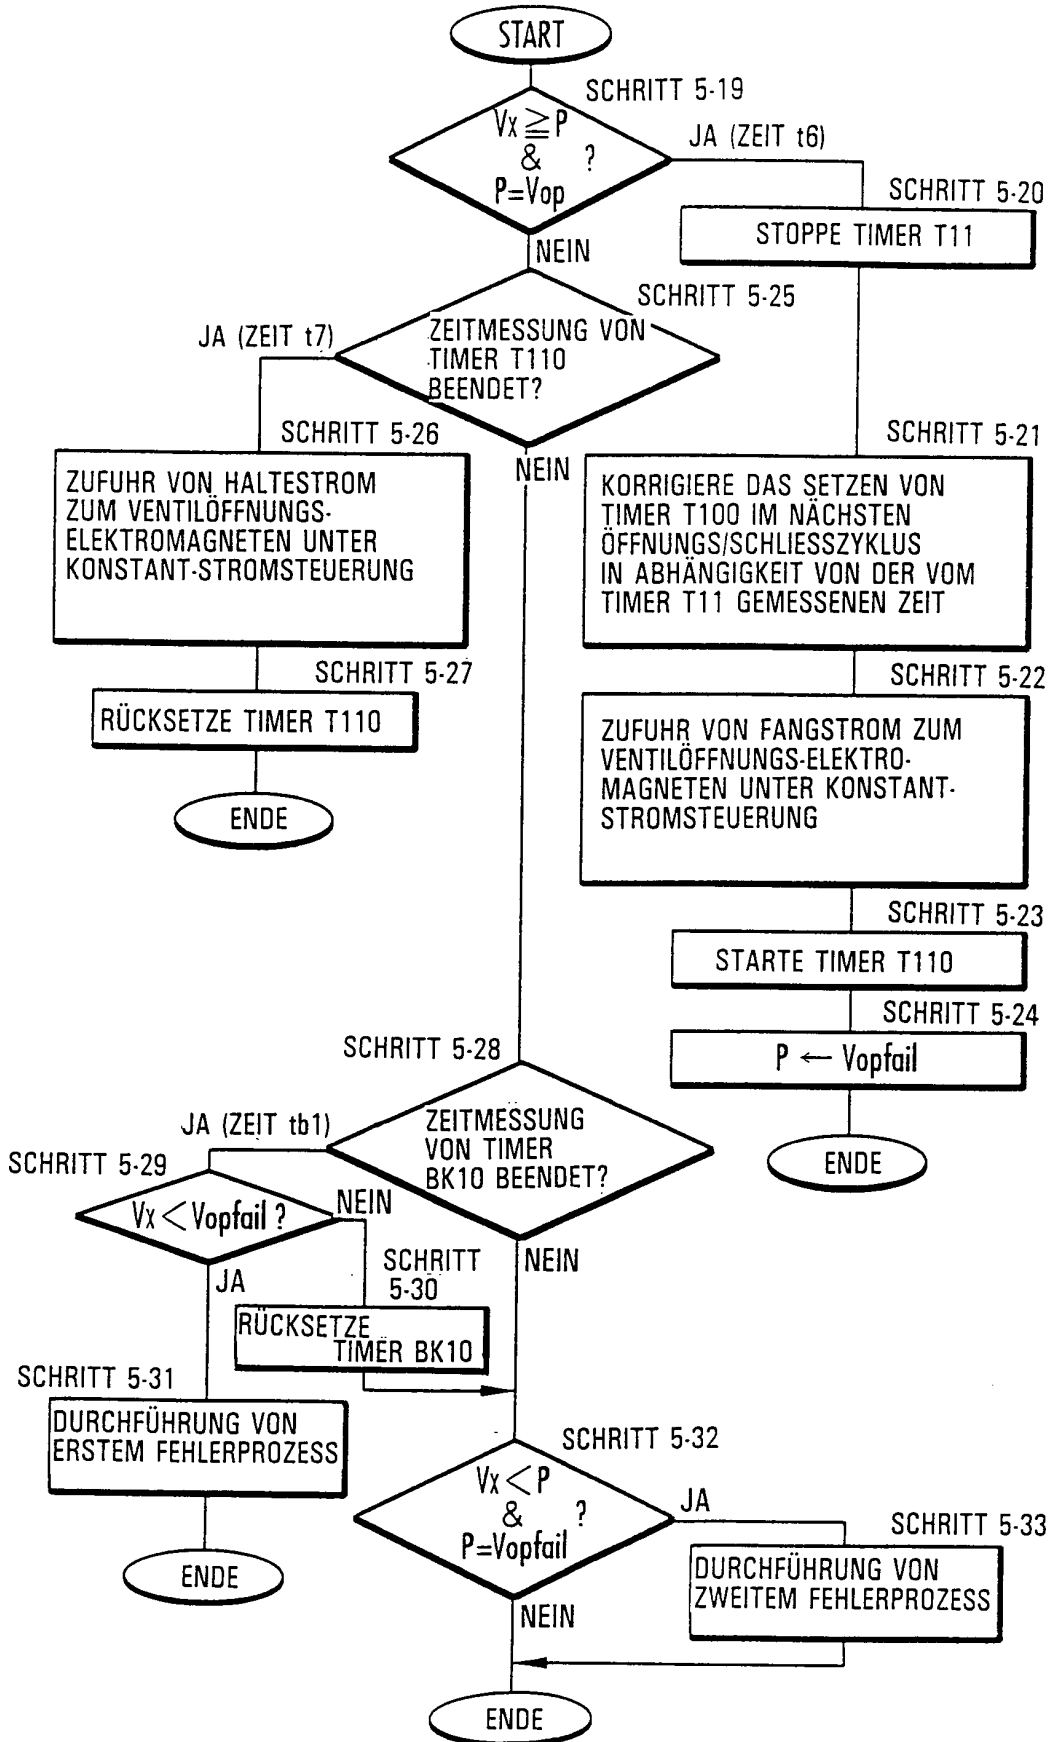 START
SCHRITT 5-19
Vx ≧ P
& ?
P=Vop
JA (ZEIT t6)
SCHRITT 5-20
STOPPE TIMER T11
NEIN
SCHRITT 5-25
JA (ZEIT t7)
ZEITMESSUNG VON
TIMER T110
BEENDET?
SCHRITT 5-26
ZUFUHR VON HALTESTROM
ZUM VENTILÖFFNUNGS-
ELEKTROMAGNETEN UNTER
KONSTANT-STROMSTEUERUNG
NEIN
SCHRITT 5-21
KORRIGIERE DAS SETZEN VON
TIMER T100 IM NÄCHSTEN
ÖFFNUNGS/SCHLIESSZYKLUS
IN ABHÄNGIGKEIT VON DER VOM
TIMER T11 GEMESSENEN ZEIT
SCHRITT 5-27
RÜCKSETZE TIMER T110
ENDE
SCHRITT 5-22
ZUFUHR VON FANGSTROM ZUM
VENTILÖFFNUNGS-ELEKTRO-
MAGNETEN UNTER KONSTANT-
STROMSTEUERUNG
SCHRITT 5-23
STARTE TIMER T110
SCHRITT 5-24
P ← Vopfail
ENDE
SCHRITT 5-28
JA (ZEIT tb1)
ZEITMESSUNG
VON TIMER
BK10 BEENDET?
SCHRITT 5-29
Vx < Vopfail ?
NEIN
NEIN
JA
SCHRITT
5-30
RÜCKSETZE
TIMER BK10
SCHRITT 5-31
DURCHFÜHRUNG VON
ERSTEM FEHLERPROZESS
ENDE
SCHRITT 5-32
Vx < P
& ?
P=Vopfail
JA
SCHRITT 5-33
DURCHFÜHRUNG VON
ZWEITEM FEHLERPROZESS
NEIN
ENDE